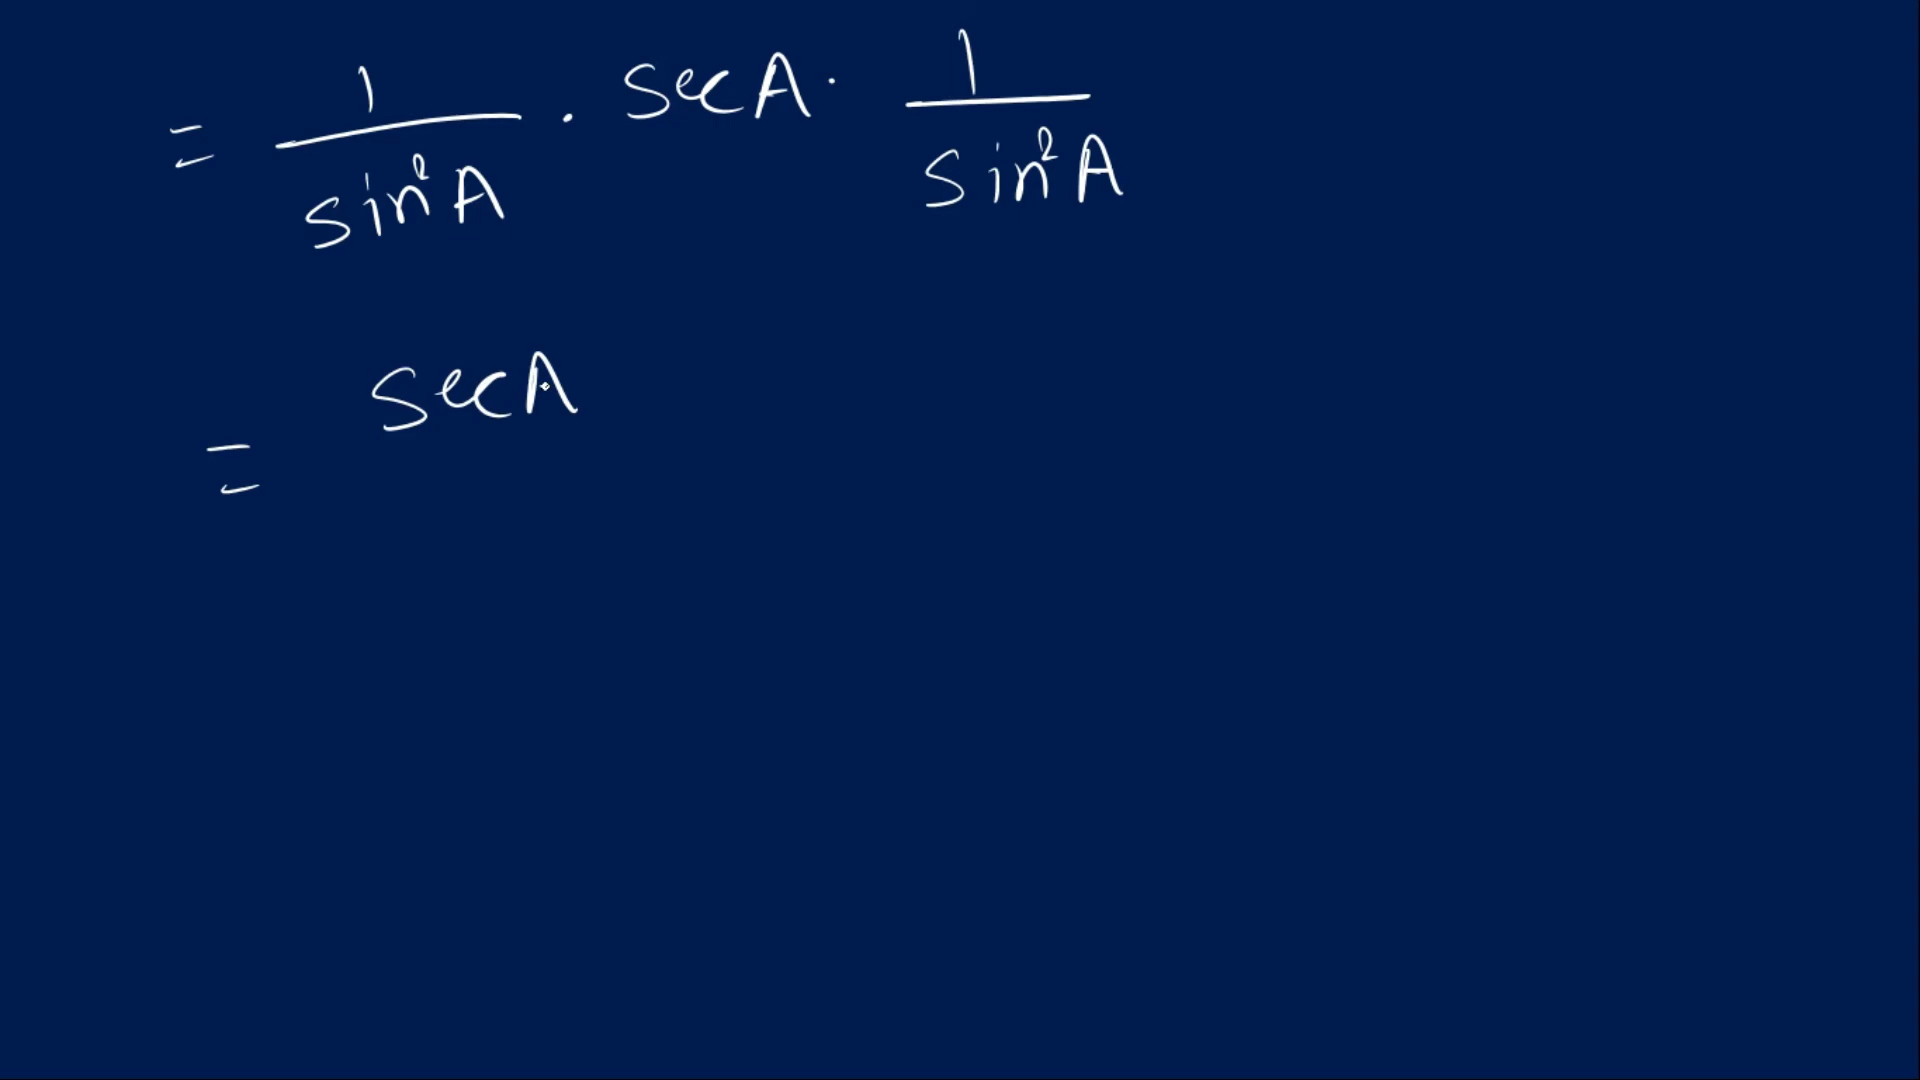 = 1/sin²A · secA · 1/sin²A
= secA